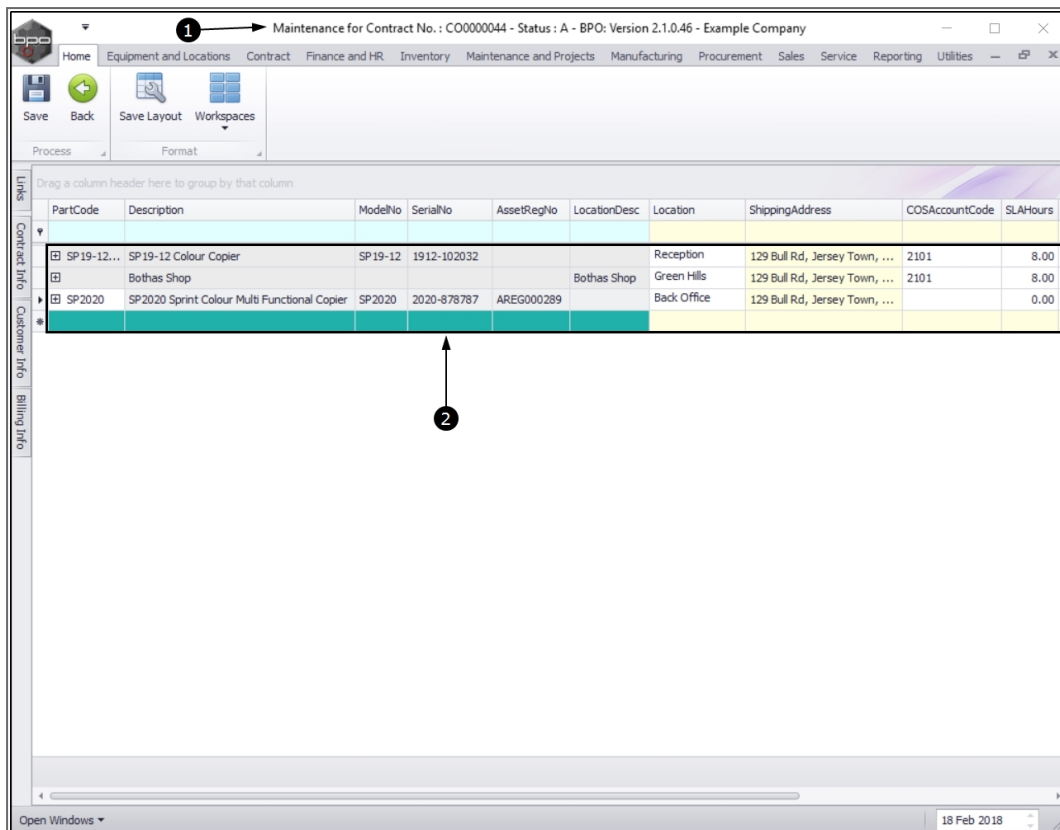 1
Maintenance for Contract No. : CO0000044 - Status : A - BPO: Version 2.1.0.46 - Example Company
bpo
Home Equipment and Locations Contract Finance and HR Inventory Maintenance and Projects Manufacturing Procurement Sales Service Reporting Utilities
Save Back Save Layout Workspaces
Process Format
Links
Contract Info
Customer Info
Billing Info
Drag a column header here to group by that column
PartCode Description ModelNo SerialNo AssetRegNo LocationDesc Location ShippingAddress COSAccountCode SLAHours
SP19-12... SP19-12 Colour Copier SP19-12 1912-102032 Reception 129 Bull Rd, Jersey Town, ... 2101 8.00
Bothas Shop Bothas Shop Green Hills 129 Bull Rd, Jersey Town, ... 2101 8.00
SP2020 SP2020 Sprint Colour Multi Functional Copier SP2020 2020-878787 AREG000289 Back Office 129 Bull Rd, Jersey Town, ... 0.00
2
Open Windows 18 Feb 2018